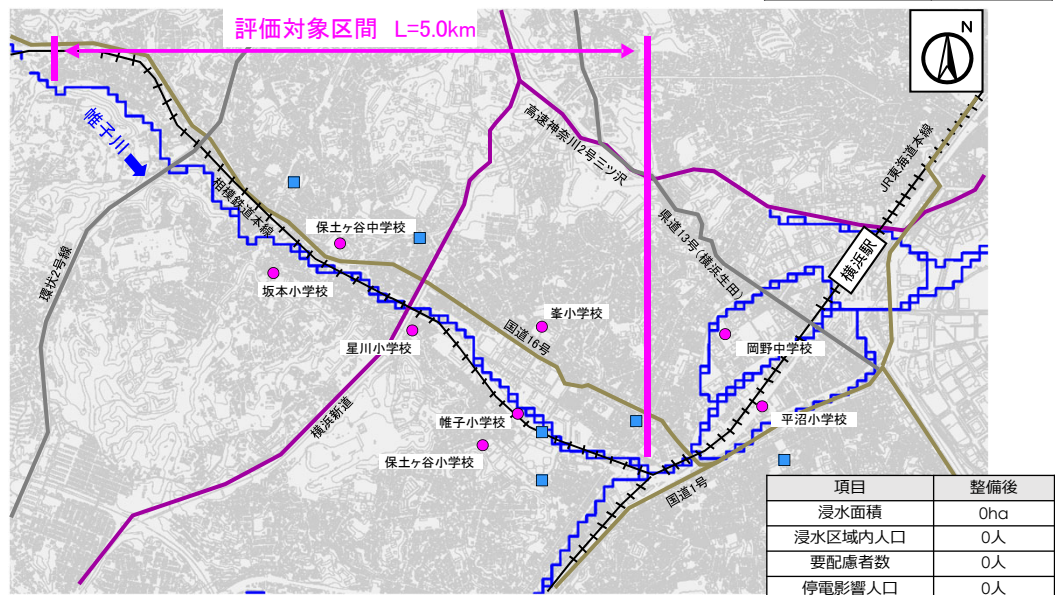 評価対象区間　L=5.0km
N
帷子川
高速神奈川2号三ツ沢
JR東海道本線
相模鉄道本線
保土ヶ谷中学校
県道13号(横浜生田)
横浜駅
環状2号線
坂本小学校
峯小学校
国道16号
星川小学校
岡野中学校
横浜新道
帷子小学校
平沼小学校
保土ヶ谷小学校
国道1号
項目 整備後
浸水面積 0ha
浸水区域内人口 0人
要配慮者数 0人
停電影響人口 0人